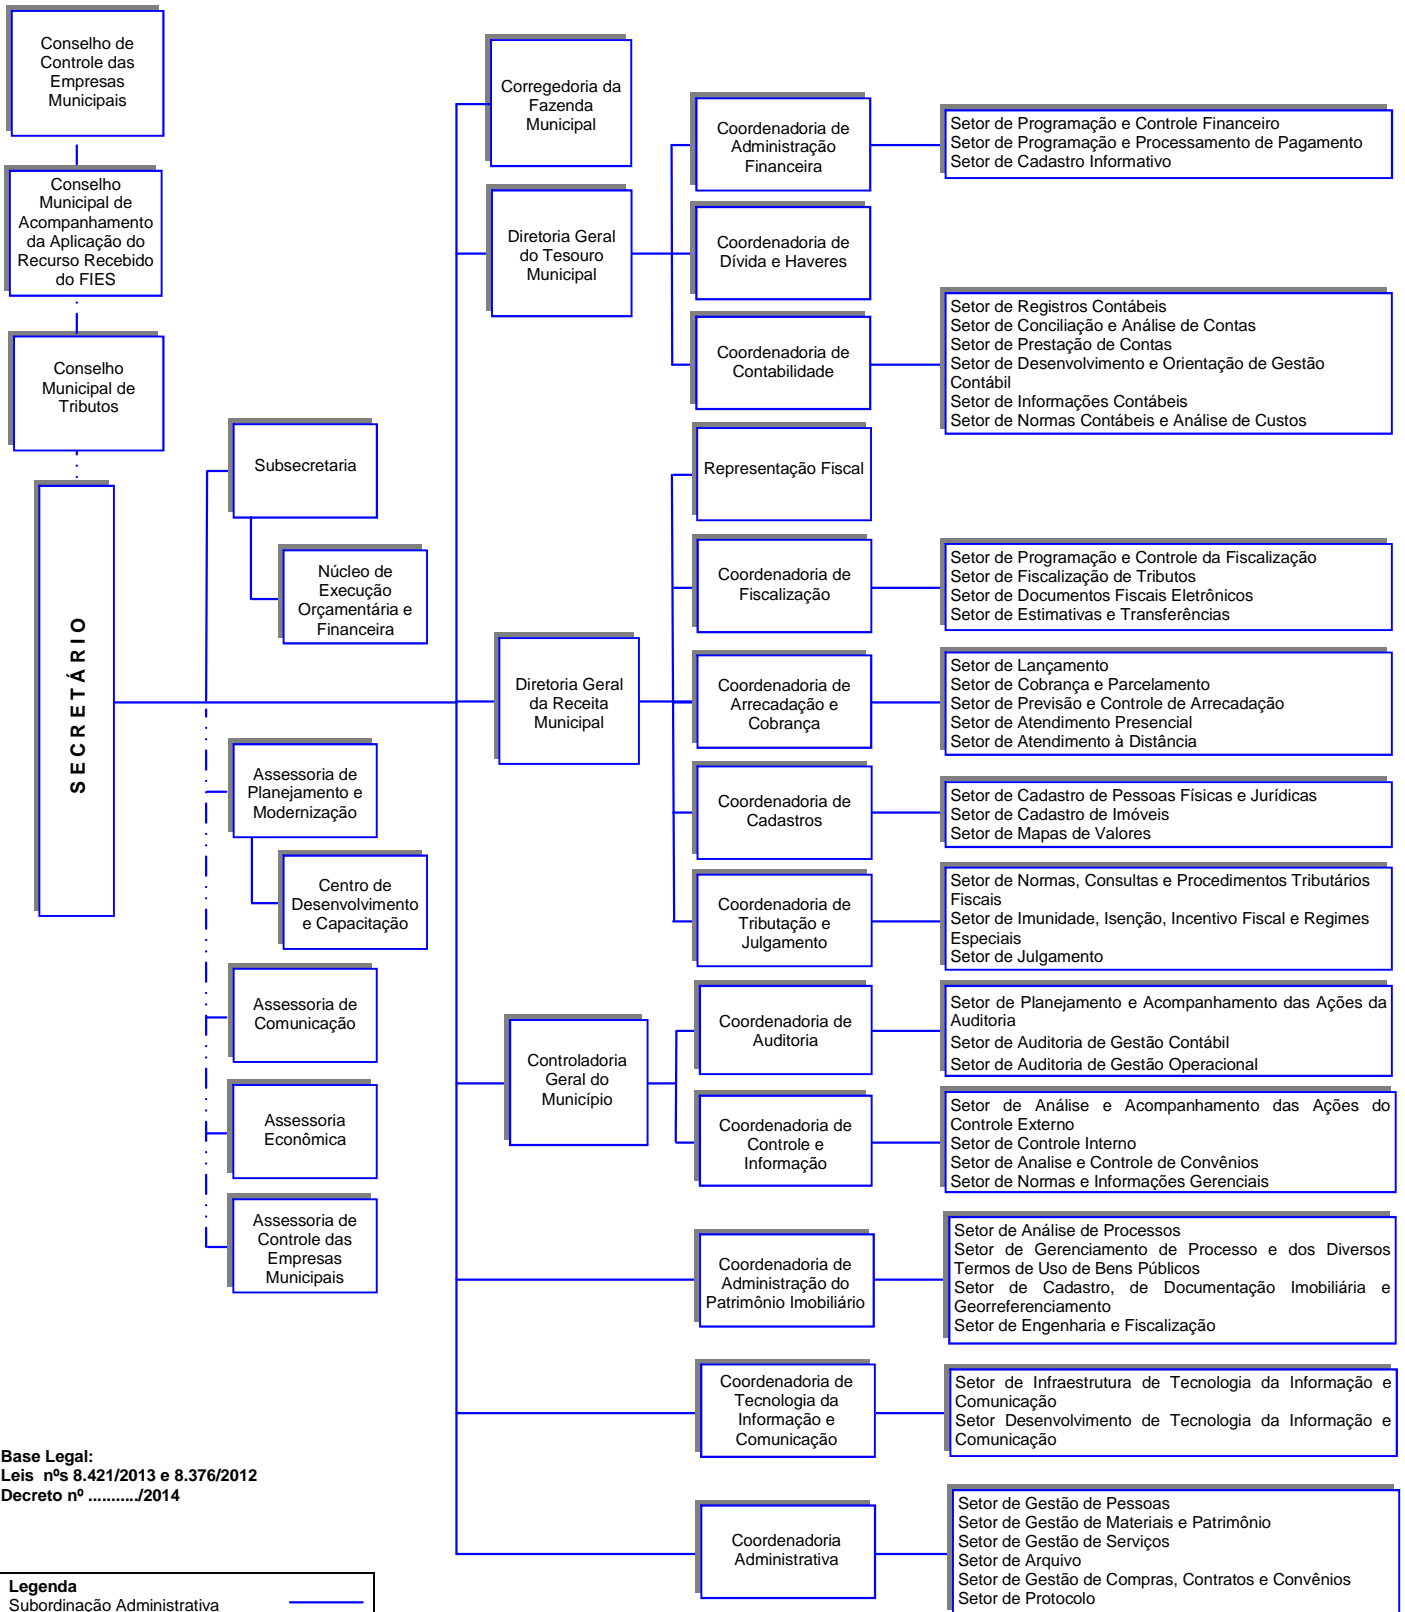 Conselho de
Controle das
Empresas
Municipais
Conselho
Municipal de
Acompanhamento
da Aplicação do
Recurso Recebido
do FIES
Conselho
Municipal de
Tributos
SECRETÁRIO
Subsecretaria
Núcleo de
Execução
Orçamentária e
Financeira
Assessoria de
Planejamento e
Modernização
Centro de
Desenvolvimento
e Capacitação
Assessoria de
Comunicação
Assessoria
Econômica
Assessoria de
Controle das
Empresas
Municipais
Corregedoria da
Fazenda
Municipal
Diretoria Geral
do Tesouro
Municipal
Coordenadoria de
Administração
Financeira
Setor de Programação e Controle Financeiro
Setor de Programação e Processamento de Pagamento
Setor de Cadastro Informativo
Coordenadoria de
Dívida e Haveres
Coordenadoria de
Contabilidade
Setor de Registros Contábeis
Setor de Conciliação e Análise de Contas
Setor de Prestação de Contas
Setor de Desenvolvimento e Orientação de Gestão
Contábil
Setor de Informações Contábeis
Setor de Normas Contábeis e Análise de Custos
Diretoria Geral
da Receita
Municipal
Representação Fiscal
Coordenadoria de
Fiscalização
Setor de Programação e Controle da Fiscalização
Setor de Fiscalização de Tributos
Setor de Documentos Fiscais Eletrônicos
Setor de Estimativas e Transferências
Coordenadoria de
Arrecadação e
Cobrança
Setor de Lançamento
Setor de Cobrança e Parcelamento
Setor de Previsão e Controle de Arrecadação
Setor de Atendimento Presencial
Setor de Atendimento à Distância
Coordenadoria de
Cadastros
Setor de Cadastro de Pessoas Físicas e Jurídicas
Setor de Cadastro de Imóveis
Setor de Mapas de Valores
Coordenadoria de
Tributação e
Julgamento
Setor de Normas, Consultas e Procedimentos Tributários
Fiscais
Setor de Imunidade, Isenção, Incentivo Fiscal e Regimes
Especiais
Setor de Julgamento
Controladoria
Geral do
Município
Coordenadoria de
Auditoria
Setor de Planejamento e Acompanhamento das Ações da
Auditoria
Setor de Auditoria de Gestão Contábil
Setor de Auditoria de Gestão Operacional
Coordenadoria de
Controle e
Informação
Setor de Análise e Acompanhamento das Ações do
Controle Externo
Setor de Controle Interno
Setor de Analise e Controle de Convênios
Setor de Normas e Informações Gerenciais
Coordenadoria de
Administração do
Patrimônio Imobiliário
Setor de Análise de Processos
Setor de Gerenciamento de Processo e dos Diversos
Termos de Uso de Bens Públicos
Setor de Cadastro, de Documentação Imobiliária e
Georreferenciamento
Setor de Engenharia e Fiscalização
Coordenadoria de
Tecnologia da
Informação e
Comunicação
Setor de Infraestrutura de Tecnologia da Informação e
Comunicação
Setor Desenvolvimento de Tecnologia da Informação e
Comunicação
Coordenadoria
Administrativa
Setor de Gestão de Pessoas
Setor de Gestão de Materiais e Patrimônio
Setor de Gestão de Serviços
Setor de Arquivo
Setor de Gestão de Compras, Contratos e Convênios
Setor de Protocolo
Base Legal:
Leis nºs 8.421/2013 e 8.376/2012
Decreto nº ........../2014
Legenda
Subordinação Administrativa